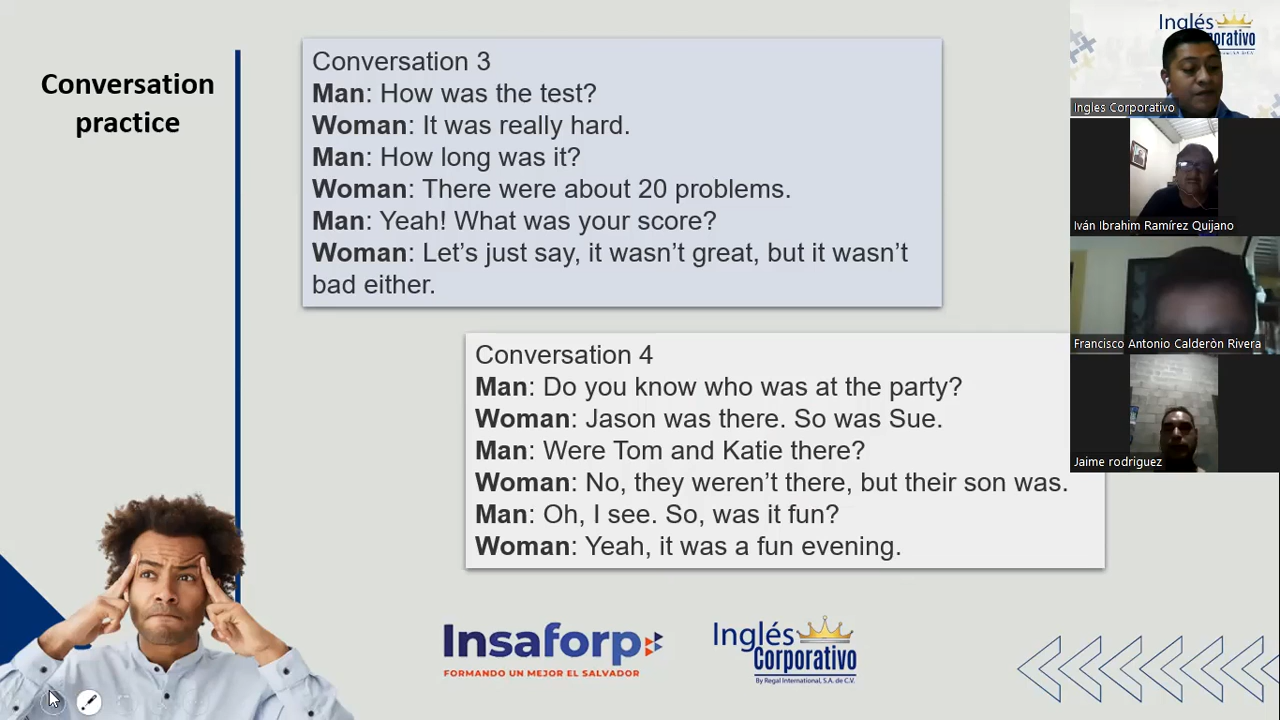 Conversation
practice
Conversation 3
Man: How was the test?
Woman: It was really hard.
Man: How long was it?
Woman: There were about 20 problems.
Man: Yeah! What was your score?
Woman: Let’s just say, it wasn’t great, but it wasn’t
bad either.
Conversation 4
Man: Do you know who was at the party?
Woman: Jason was there. So was Sue.
Man: Were Tom and Katie there?
Woman: No, they weren’t there, but their son was.
Man: Oh, I see. So, was it fun?
Woman: Yeah, it was a fun evening.
Insaforp
FORMANDO UN MEJOR EL SALVADOR
Inglés
Corporativo
By Regal International, S.A. de C.V.
Inglés
Ingles Corporativo
Iván Ibrahim Ramírez Quijano
Francisco Antonio Calderòn Rivera
Jaime rodriguez